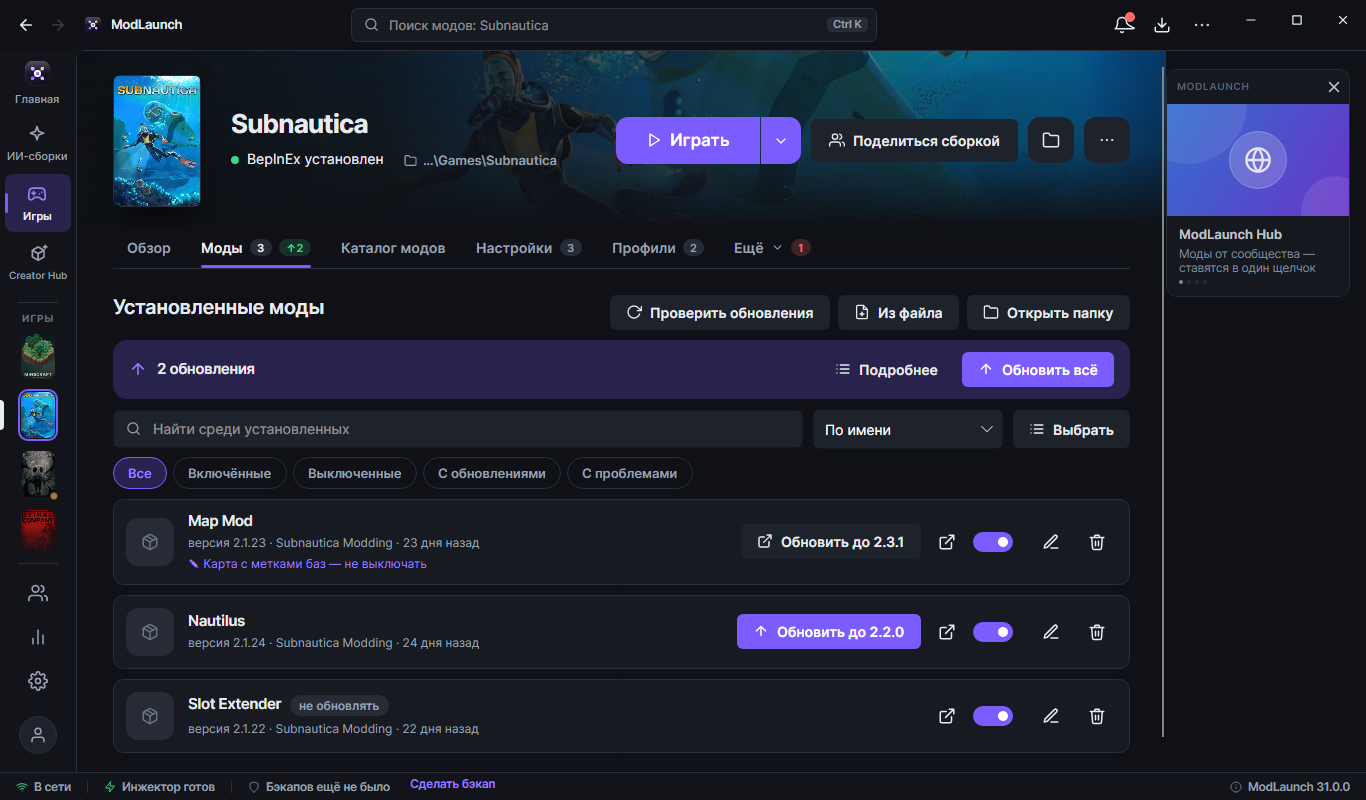 ModLaunch
Поиск модов: Subnautica
Ctrl K
Главная
ИИ-сборки
Игры
Creator Hub
ИГРЫ
MINECRAFT
LETHAL
COMPANY
SUBNAUTICA
Subnautica
BepInEx установлен
...\Games\Subnautica
Играть
Поделиться сборкой
Обзор
Моды 3 ↑2
Каталог модов
Настройки 3
Профили 2
Ещё 1
Установленные моды
Проверить обновления
Из файла
Открыть папку
2 обновления
Подробнее
Обновить всё
Найти среди установленных
По имени
Выбрать
Все
Включённые
Выключенные
С обновлениями
С проблемами
Map Mod
версия 2.1.23 · Subnautica Modding · 23 дня назад
Карта с метками баз — не выключать
Обновить до 2.3.1
Nautilus
версия 2.1.24 · Subnautica Modding · 24 дня назад
Обновить до 2.2.0
Slot Extender не обновлять
версия 2.1.22 · Subnautica Modding · 22 дня назад
MODLAUNCH
ModLaunch Hub
Моды от сообщества —
ставятся в один щелчок
В сети
Инжектор готов
Бэкапов ещё не было
Сделать бэкап
ModLaunch 31.0.0